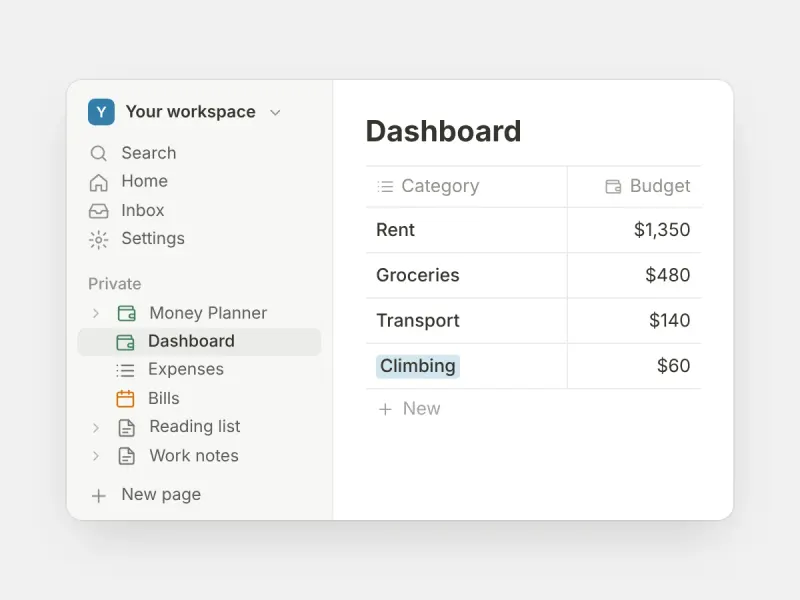 Y Your workspace
Search
Home
Inbox
Settings
Private
Money Planner
Dashboard
Expenses
Bills
Reading list
Work notes
New page
Dashboard
Category Budget
Rent $1,350
Groceries $480
Transport $140
Climbing $60
New